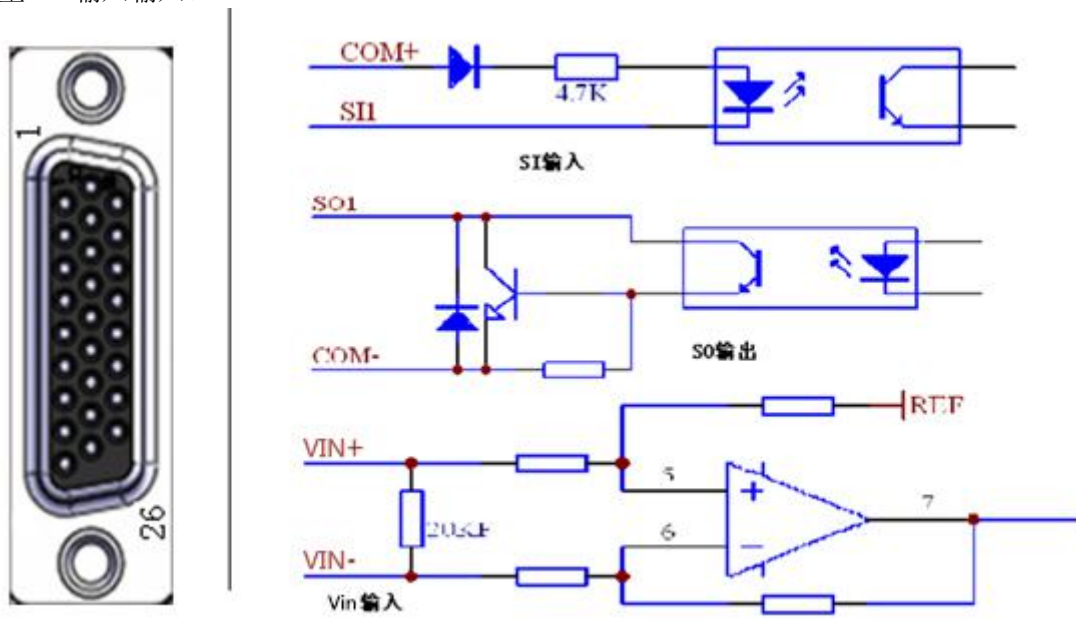 1
26
COM+
4.7K
SI1
SI输入
SO1
COM-
SO输出
REF
VIN+
5
7
6
VIN-
Vin输入